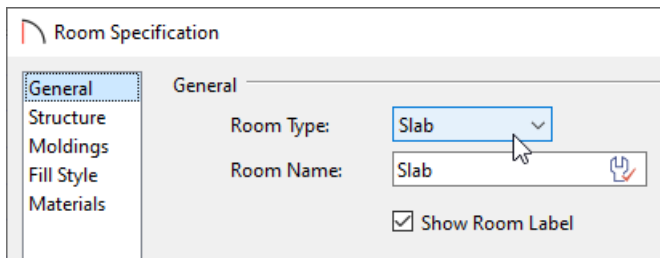 Room Specification
General
Structure
Moldings
Fill Style
Materials
General
Room Type: Slab
Room Name: Slab
Show Room Label